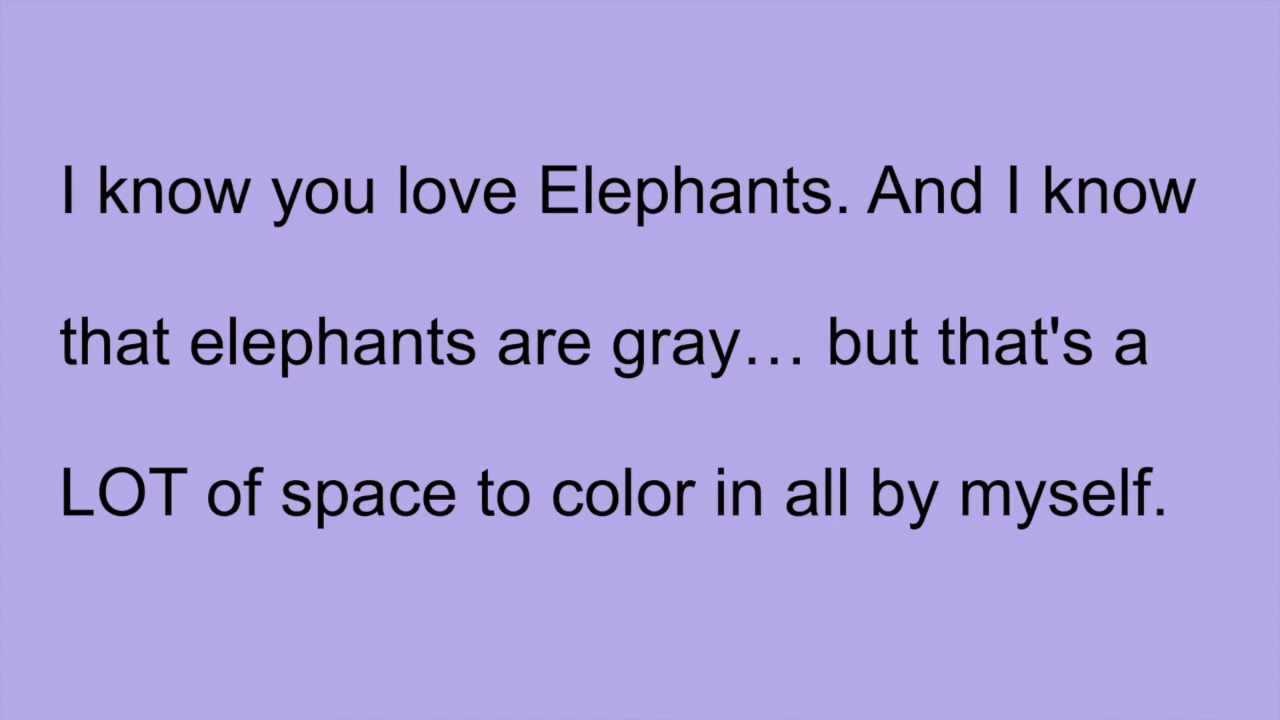 I know you love Elephants. And I know
that elephants are gray… but that's a
LOT of space to color in all by myself.